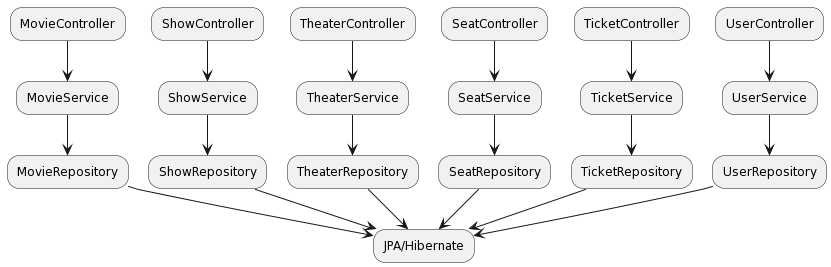 MovieController
ShowController
TheaterController
SeatController
TicketController
UserController
MovieService
ShowService
TheaterService
SeatService
TicketService
UserService
MovieRepository
ShowRepository
TheaterRepository
SeatRepository
TicketRepository
UserRepository
JPA/Hibernate